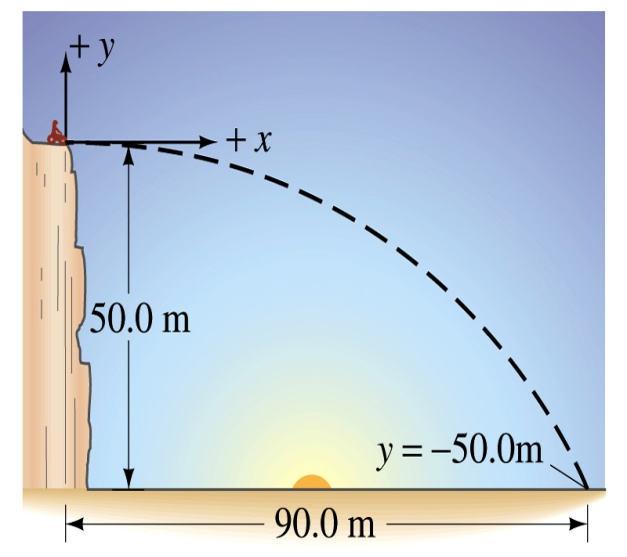 + y
+ x
50.0 m
y = −50.0m
90.0 m